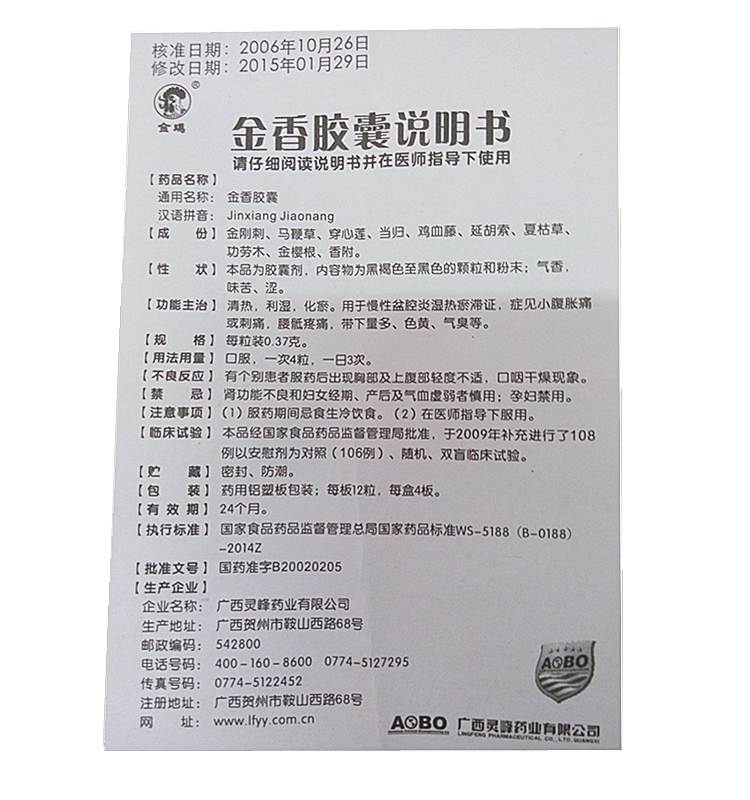 核准日期：2006年10月26日
修改日期：2015年01月29日
®
金鸡
金香胶囊说明书
请仔细阅读说明书并在医师指导下使用
【药品名称】
通用名称：金香胶囊
汉语拼音：Jinxiang Jiaonang
【成　　份】金刚刺、马鞭草、穿心莲、当归、鸡血藤、延胡索、夏枯草、
功劳木、金樱根、香附。
【性　　状】本品为胶囊剂，内容物为黑褐色至黑色的颗粒和粉末；气香，
味苦、涩。
【功能主治】清热，利湿，化瘀。用于慢性盆腔炎湿热瘀滞证，症见小腹胀痛
或刺痛，腰骶疼痛，带下量多、色黄、气臭等。
【规　　格】每粒装0.37克。
【用法用量】口服，一次4粒，一日3次。
【不良反应】有个别患者服药后出现胸部及上腹部轻度不适，口咽干燥现象。
【禁　　忌】肾功能不良和妇女经期、产后及气血虚弱者慎用；孕妇禁用。
【注意事项】（1）服药期间忌食生冷饮食。（2）在医师指导下服用。
【临床试验】本品经国家食品药品监督管理局批准，于2009年补充进行了108
例以安慰剂为对照（106例）、随机、双盲临床试验。
【贮　　藏】密封、防潮。
【包　　装】药用铝塑板包装；每板12粒，每盒4板。
【有 效 期】24个月。
【执行标准】国家食品药品监督管理总局国家药品标准WS-5188（B-0188）
-2014Z
【批准文号】国药准字B20020205
【生产企业】
企业名称：广西灵峰药业有限公司
生产地址：广西贺州市鞍山西路68号
邮政编码：542800
电话号码：400-160-8600 0774-5127295
传真号码：0774-5122452
注册地址：广西贺州市鞍山西路68号
网　　址：www.lfyy.com.cn
AOBO
AOBO 广西灵峰药业有限公司
LINGFENG PHARMACEUTICAL CO.,LTD.GUANGXI